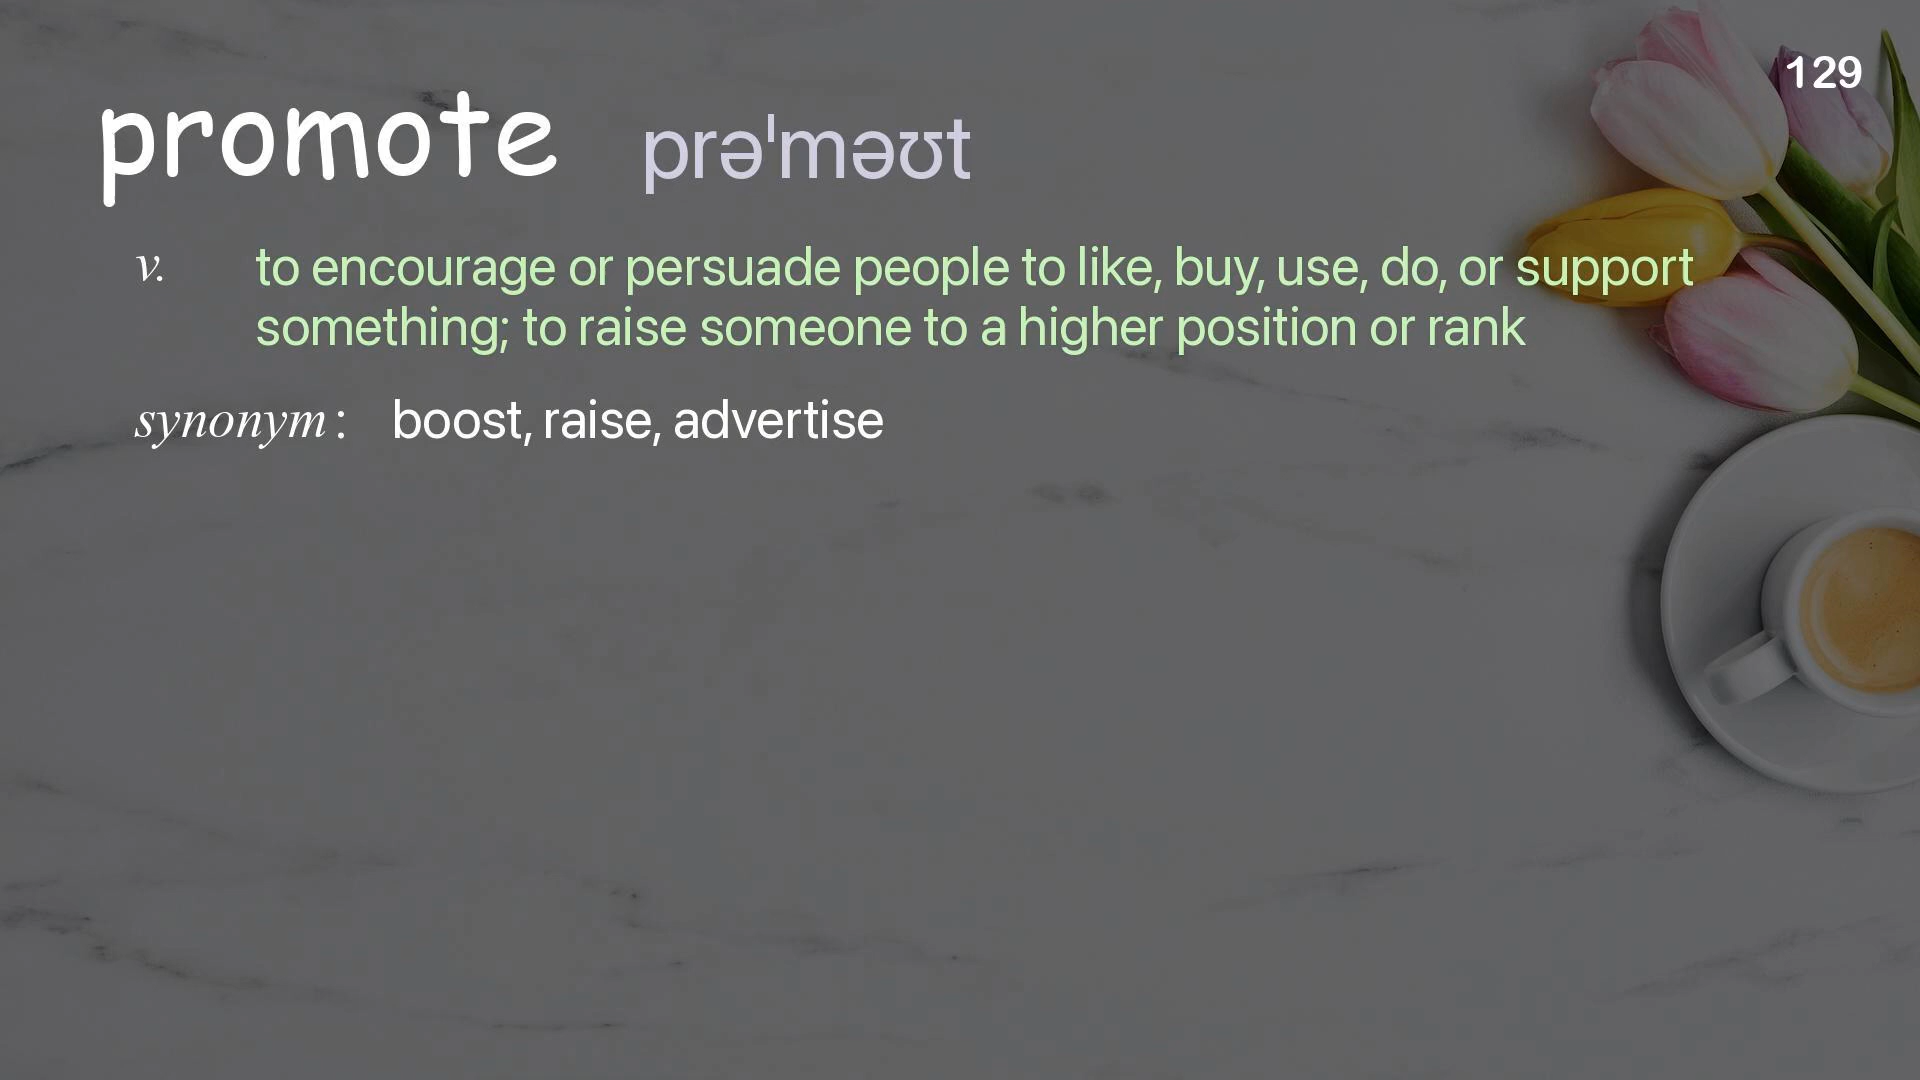 129
promote prəˈməʊt
v. to encourage or persuade people to like, buy, use, do, or support
something; to raise someone to a higher position or rank
synonym: boost, raise, advertise